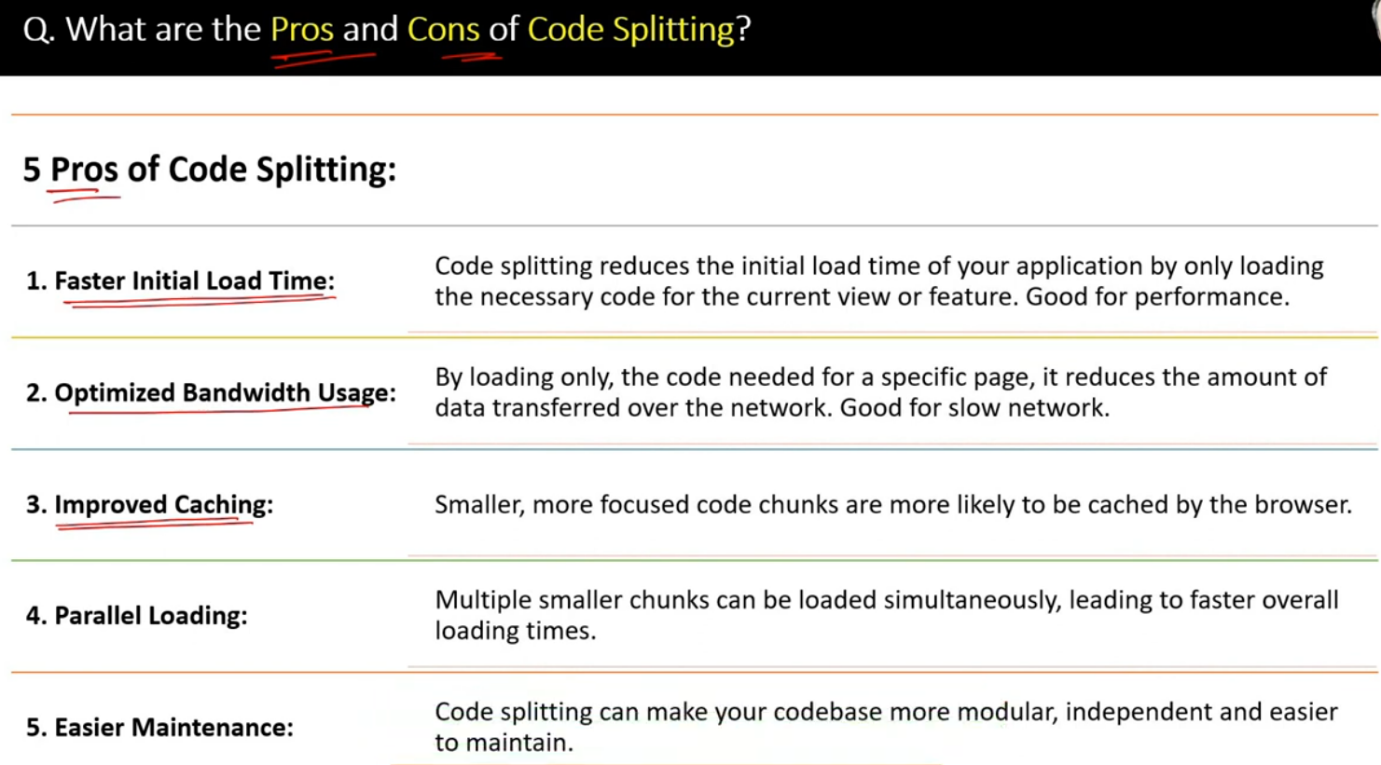 Q. What are the Pros and Cons of Code Splitting?
5 Pros of Code Splitting:
1. Faster Initial Load Time:
Code splitting reduces the initial load time of your application by only loading
the necessary code for the current view or feature. Good for performance.
2. Optimized Bandwidth Usage:
By loading only, the code needed for a specific page, it reduces the amount of
data transferred over the network. Good for slow network.
3. Improved Caching:
Smaller, more focused code chunks are more likely to be cached by the browser.
4. Parallel Loading:
Multiple smaller chunks can be loaded simultaneously, leading to faster overall
loading times.
5. Easier Maintenance:
Code splitting can make your codebase more modular, independent and easier
to maintain.